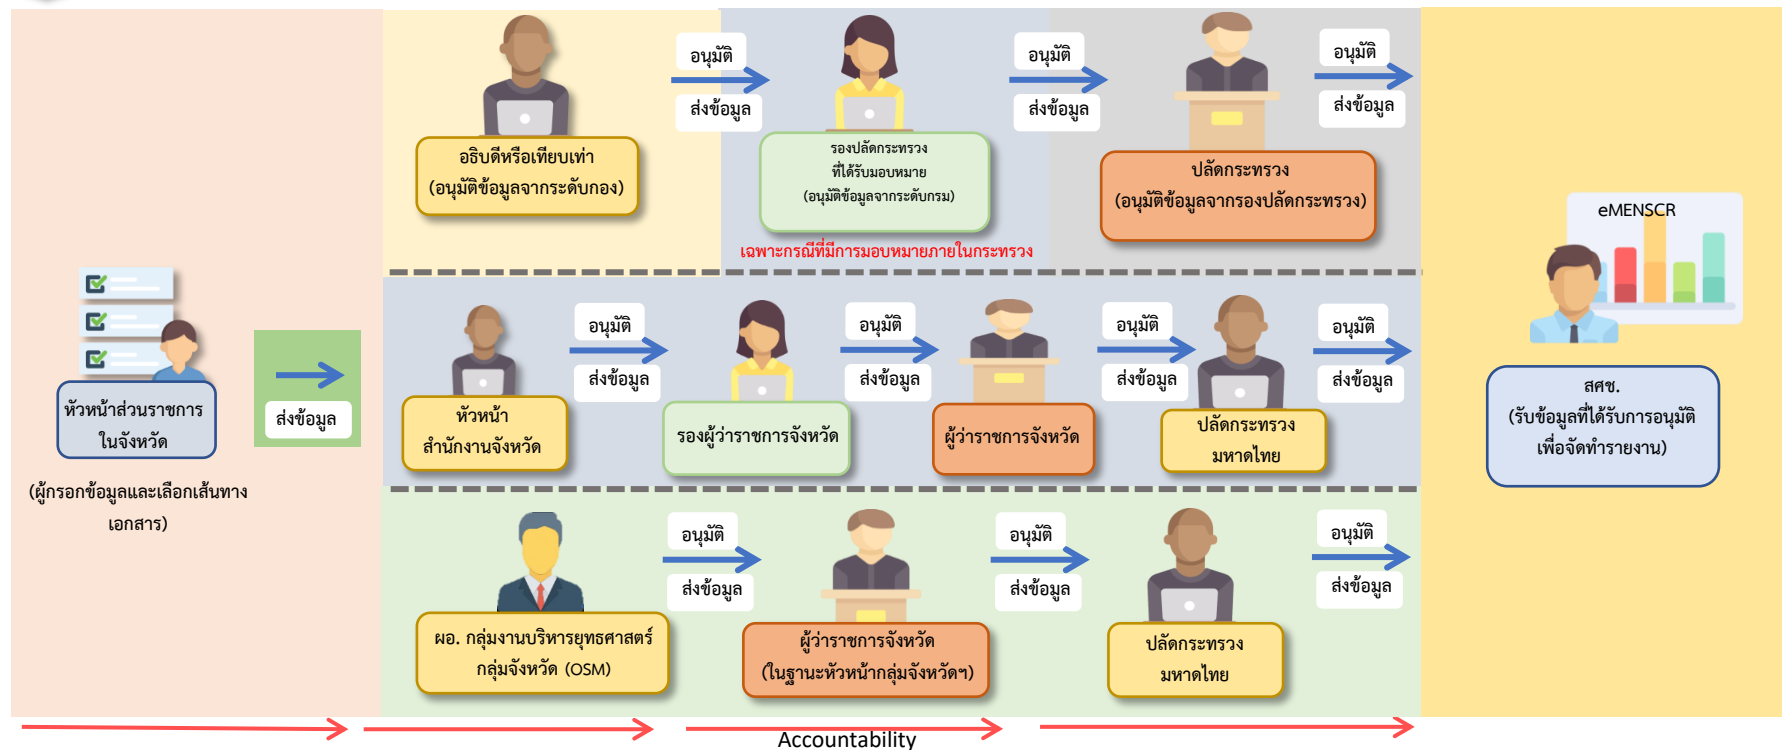 อนุมัติ
ส่งข้อมูล
อนุมัติ
ส่งข้อมูล
อนุมัติ
ส่งข้อมูล
อธิบดีหรือเทียบเท่า
(อนุมัติข้อมูลจากระดับกอง)
รองปลัดกระทรวง
ที่ได้รับมอบหมาย
(อนุมัติข้อมูลจากระดับกรม)
ปลัดกระทรวง
(อนุมัติข้อมูลจากรองปลัดกระทรวง)
เฉพาะกรณีที่มีการมอบหมายภายในกระทรวง
eMENSCR
หัวหน้าส่วนราชการ
ในจังหวัด
(ผู้กรอกข้อมูลและเลือกเส้นทาง
เอกสาร)
ส่งข้อมูล
อนุมัติ
ส่งข้อมูล
อนุมัติ
ส่งข้อมูล
อนุมัติ
ส่งข้อมูล
อนุมัติ
ส่งข้อมูล
หัวหน้า
สำนักงานจังหวัด
รองผู้ว่าราชการจังหวัด
ผู้ว่าราชการจังหวัด
ปลัดกระทรวง
มหาดไทย
สศช.
(รับข้อมูลที่ได้รับการอนุมัติ
เพื่อจัดทำรายงาน)
อนุมัติ
ส่งข้อมูล
อนุมัติ
ส่งข้อมูล
อนุมัติ
ส่งข้อมูล
ผอ. กลุ่มงานบริหารยุทธศาสตร์
กลุ่มจังหวัด (OSM)
ผู้ว่าราชการจังหวัด
(ในฐานะหัวหน้ากลุ่มจังหวัดฯ)
ปลัดกระทรวง
มหาดไทย
Accountability